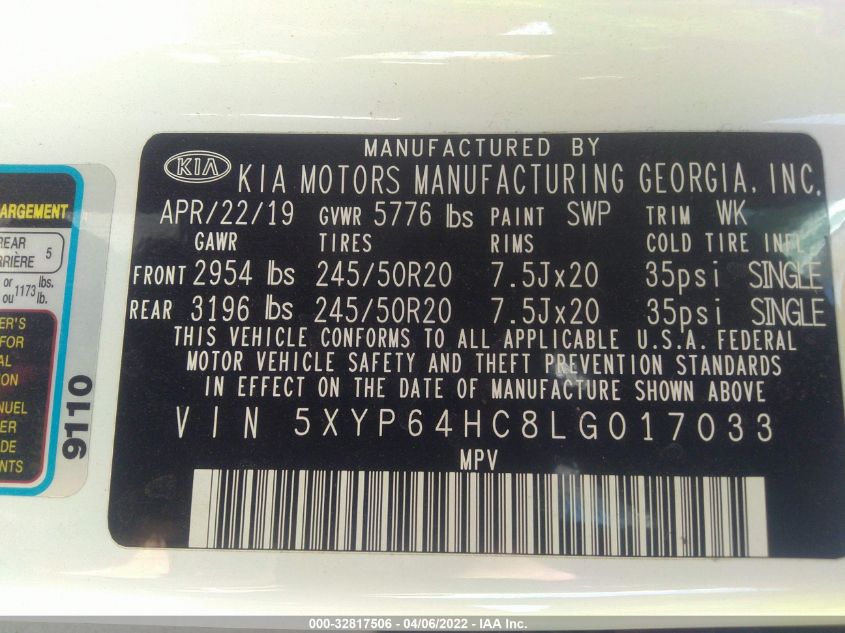 MANUFACTURED BY
KIA KIA MOTORS MANUFACTURING GEORGIA, INC.
APR/22/19 GVWR 5776 lbs PAINT SWP TRIM WK
GAWR TIRES RIMS COLD TIRE INFL
FRONT 2954 lbs 245/50R20 7.5Jx20 35psi SINGLE
REAR 3196 lbs 245/50R20 7.5Jx20 35psi SINGLE
THIS VEHICLE CONFORMS TO ALL APPLICABLE U.S.A. FEDERAL
MOTOR VEHICLE SAFETY AND THEFT PREVENTION STANDARDS
IN EFFECT ON THE DATE OF MANUFACTURE SHOWN ABOVE
VIN 5XYP64HC8LG017033
MPV
ARGEMENT
REAR
RRIÈRE 5
or 1173 lbs.
ou lb.
ER'S
FOR
AL
ION
NUEL
ER
DE
NTS
9110
000-32817506 - 04/06/2022 - IAA Inc.